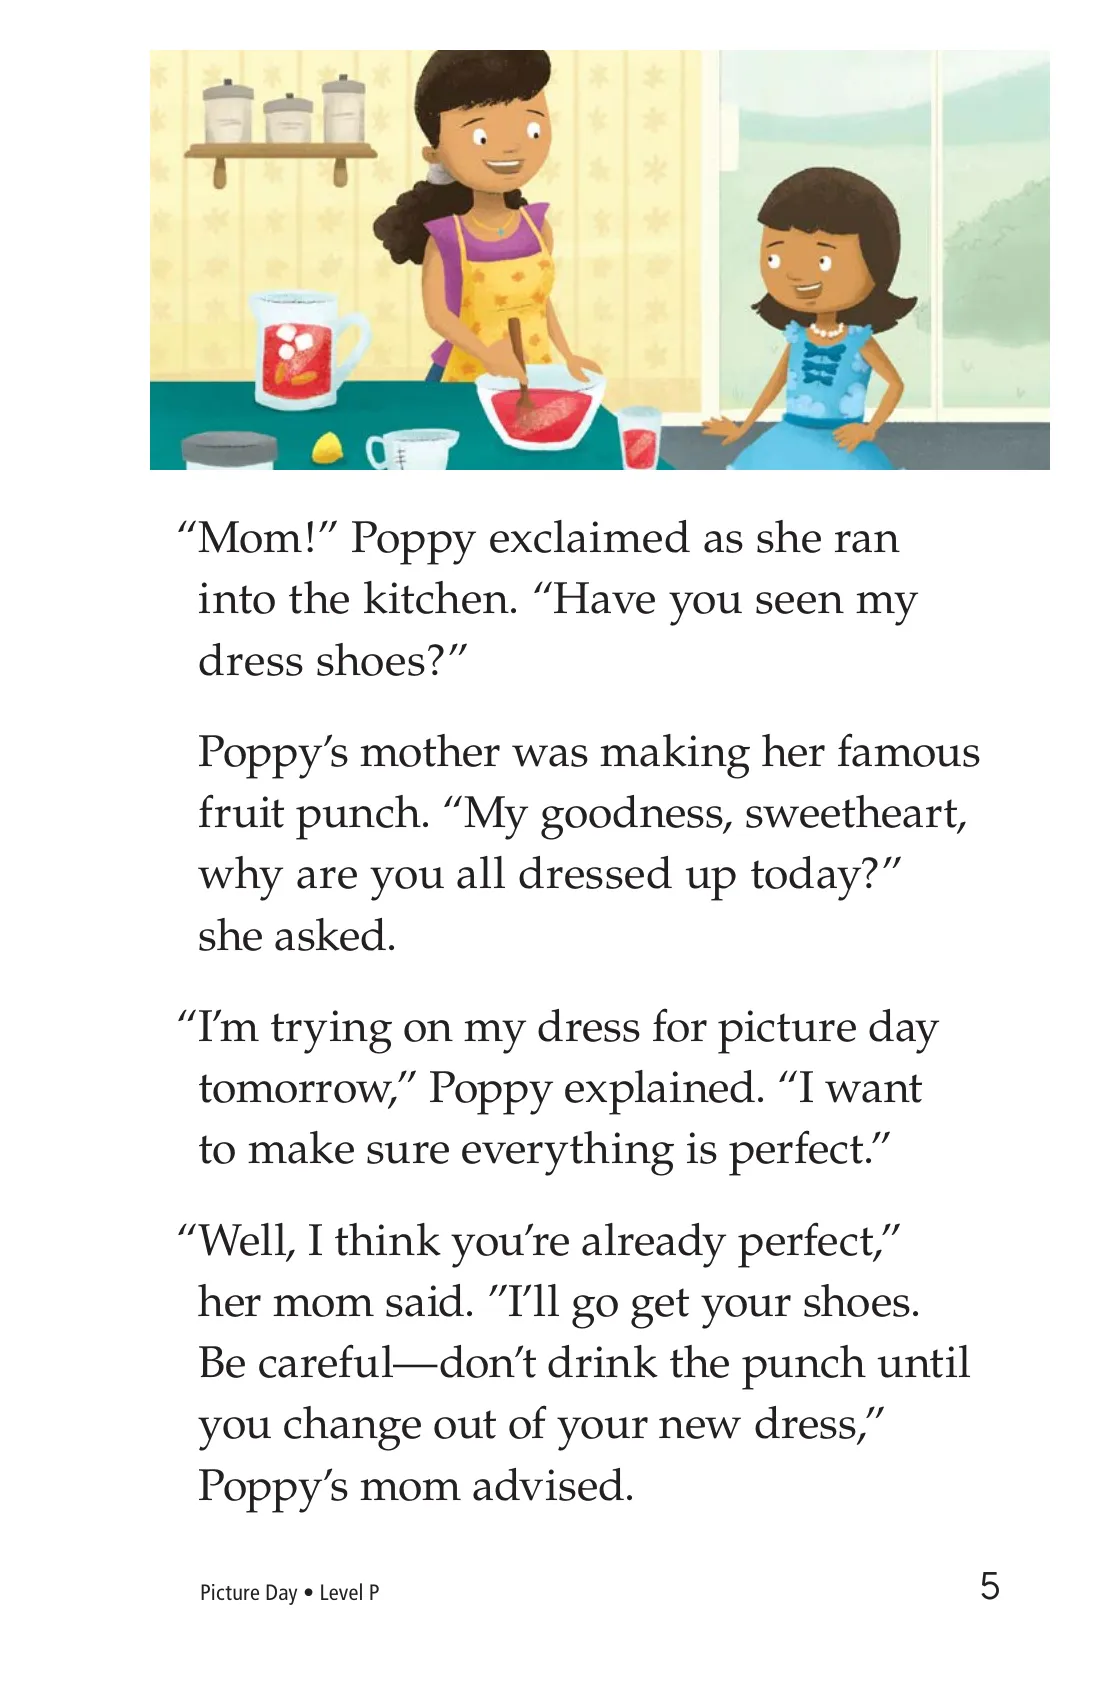 “Mom!” Poppy exclaimed as she ran
into the kitchen. “Have you seen my
dress shoes?”
Poppy’s mother was making her famous
fruit punch. “My goodness, sweetheart,
why are you all dressed up today?”
she asked.
“I’m trying on my dress for picture day
tomorrow,” Poppy explained. “I want
to make sure everything is perfect.”
“Well, I think you’re already perfect,”
her mom said. ”I’ll go get your shoes.
Be careful—don’t drink the punch until
you change out of your new dress,”
Poppy’s mom advised.
Picture Day • Level P
5